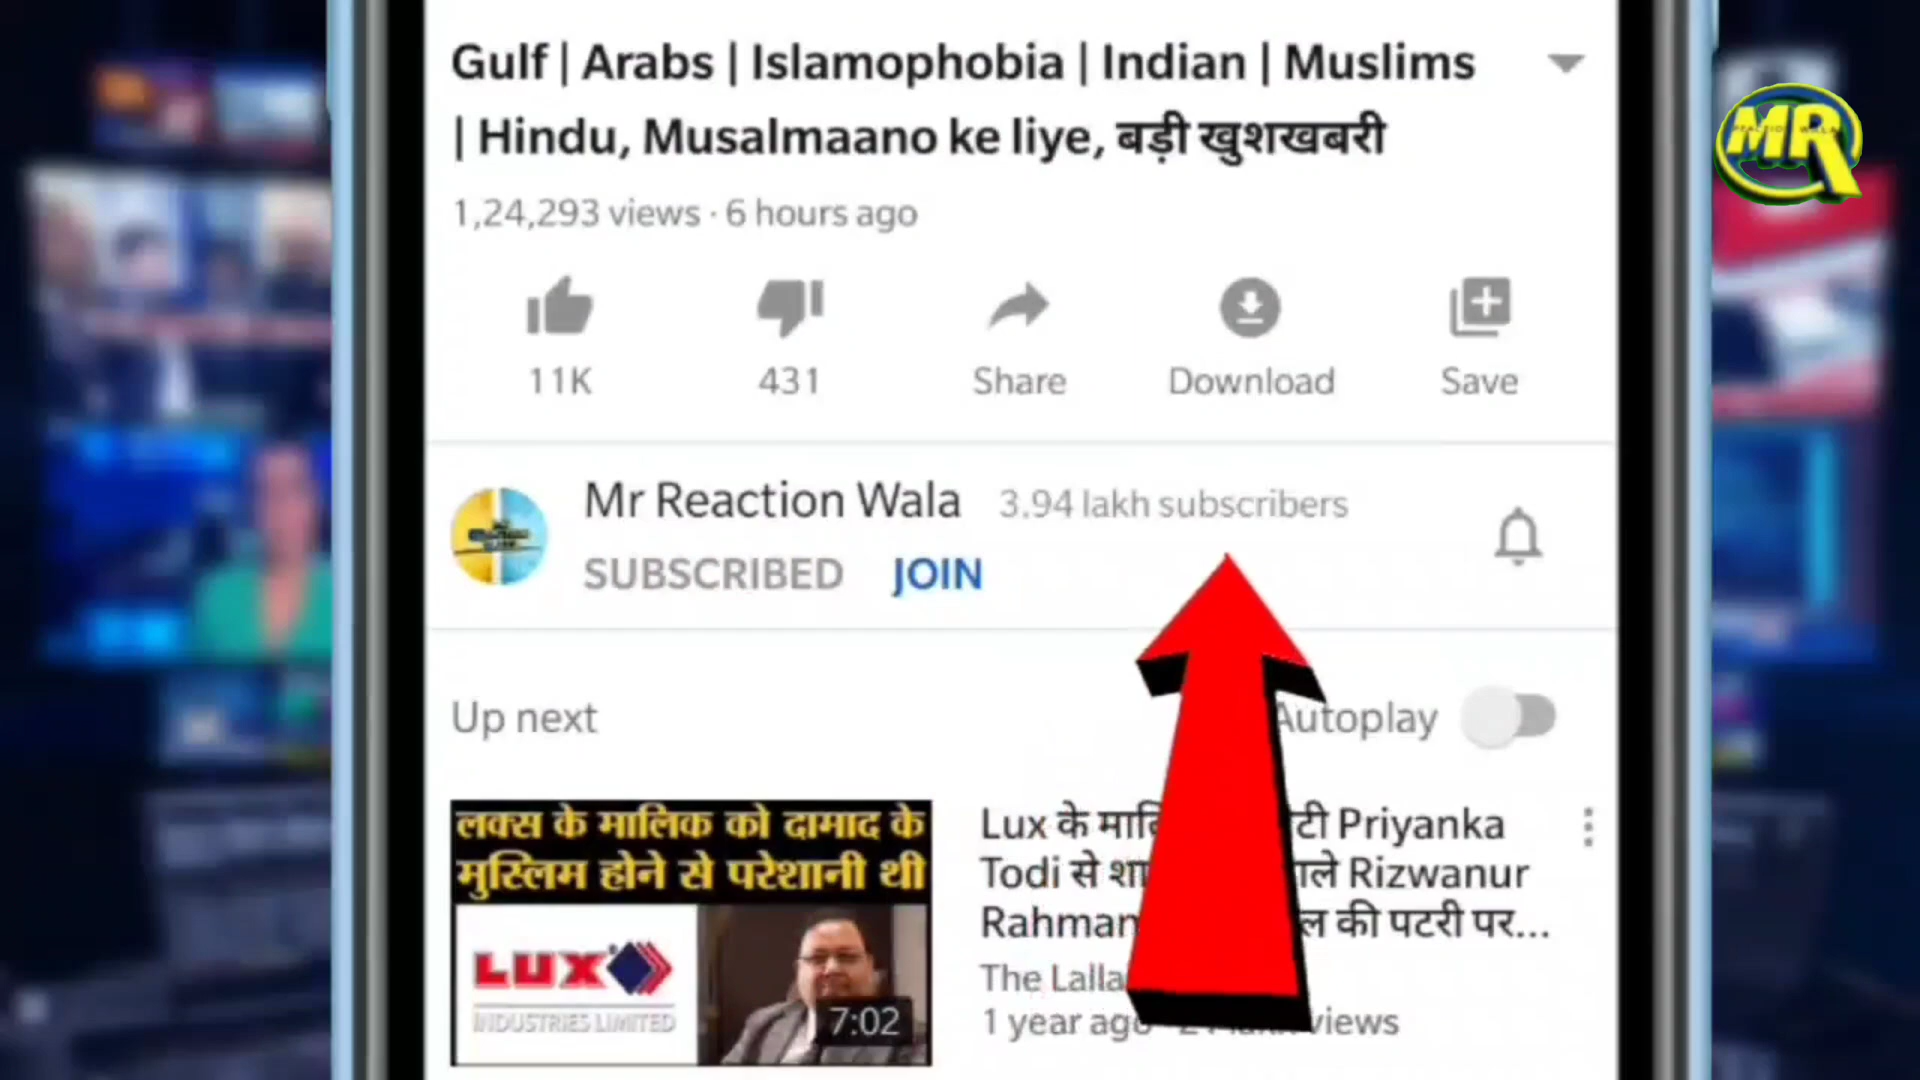 Gulf | Arabs | Islamophobia | Indian | Muslims
| Hindu, Musalmaano ke liye, बड़ी खुशखबरी
1,24,293 views · 6 hours ago
11K 431 Share Download Save
Mr Reaction Wala 3.94 lakh subscribers
SUBSCRIBED JOIN
Up next Autoplay
लक्स के मालिक को दामाद के
मुस्लिम होने से परेशानी थी
LUX
INDUSTRIES LIMITED
7:02
Lux के Priyanka
Todi से Rizwanur
Rahman की पटरी पर...
The
1 year ago views
MR
REACTION WALA